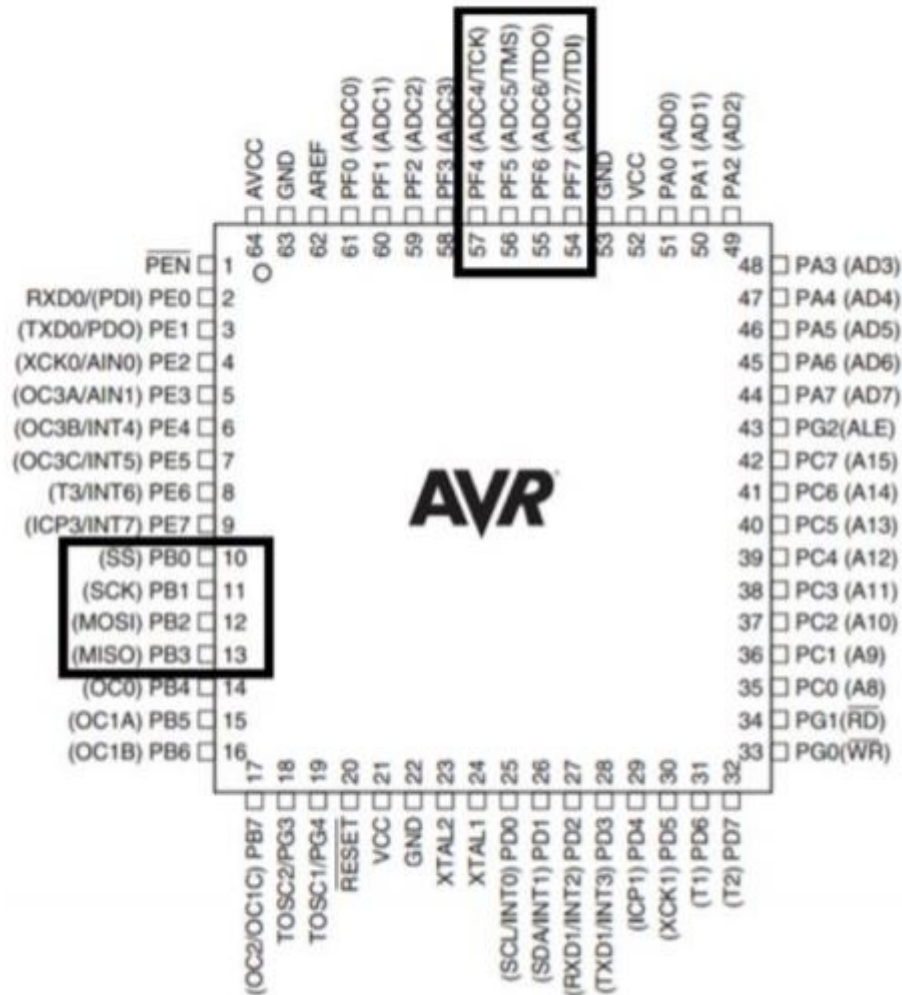 AVCC
GND
AREF
PF0 (ADC0)
PF1 (ADC1)
PF2 (ADC2)
PF3 (ADC3)
PF4 (ADC4/TCK)
PF5 (ADC5/TMS)
PF6 (ADC6/TDO)
PF7 (ADC7/TDI)
GND
VCC
PA0 (AD0)
PA1 (AD1)
PA2 (AD2)
64
63
62
61
60
59
58
57
56
55
54
53
52
51
50
49
PEN 1
RXD0/(PDI) PE0 2
(TXD0/PDO) PE1 3
(XCK0/AIN0) PE2 4
(OC3A/AIN1) PE3 5
(OC3B/INT4) PE4 6
(OC3C/INT5) PE5 7
(T3/INT6) PE6 8
(ICP3/INT7) PE7 9
(SS) PB0 10
(SCK) PB1 11
(MOSI) PB2 12
(MISO) PB3 13
(OC0) PB4 14
(OC1A) PB5 15
(OC1B) PB6 16
AVR
48 PA3 (AD3)
47 PA4 (AD4)
46 PA5 (AD5)
45 PA6 (AD6)
44 PA7 (AD7)
43 PG2(ALE)
42 PC7 (A15)
41 PC6 (A14)
40 PC5 (A13)
39 PC4 (A12)
38 PC3 (A11)
37 PC2 (A10)
36 PC1 (A9)
35 PC0 (A8)
34 PG1(RD)
33 PG0(WR)
17
18
19
20
21
22
23
24
25
26
27
28
29
30
31
32
(OC2/OC1C) PB7
TOSC2/PG3
TOSC1/PG4
RESET
VCC
GND
XTAL2
XTAL1
(SCL/INT0) PD0
(SDA/INT1) PD1
(RXD1/INT2) PD2
(TXD1/INT3) PD3
(ICP1) PD4
(XCK1) PD5
(T1) PD6
(T2) PD7